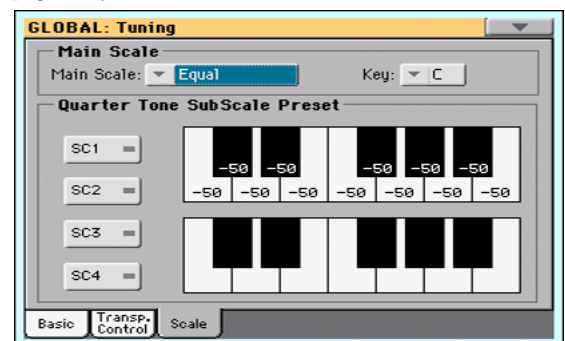 GLOBAL: Tuning
Main Scale
Main Scale: Equal Key: C
Quarter Tone SubScale Preset
SC1
-50 -50 -50 -50 -50
SC2 -50 -50 -50 -50 -50 -50 -50
SC3
SC4
Basic Transp. Control Scale